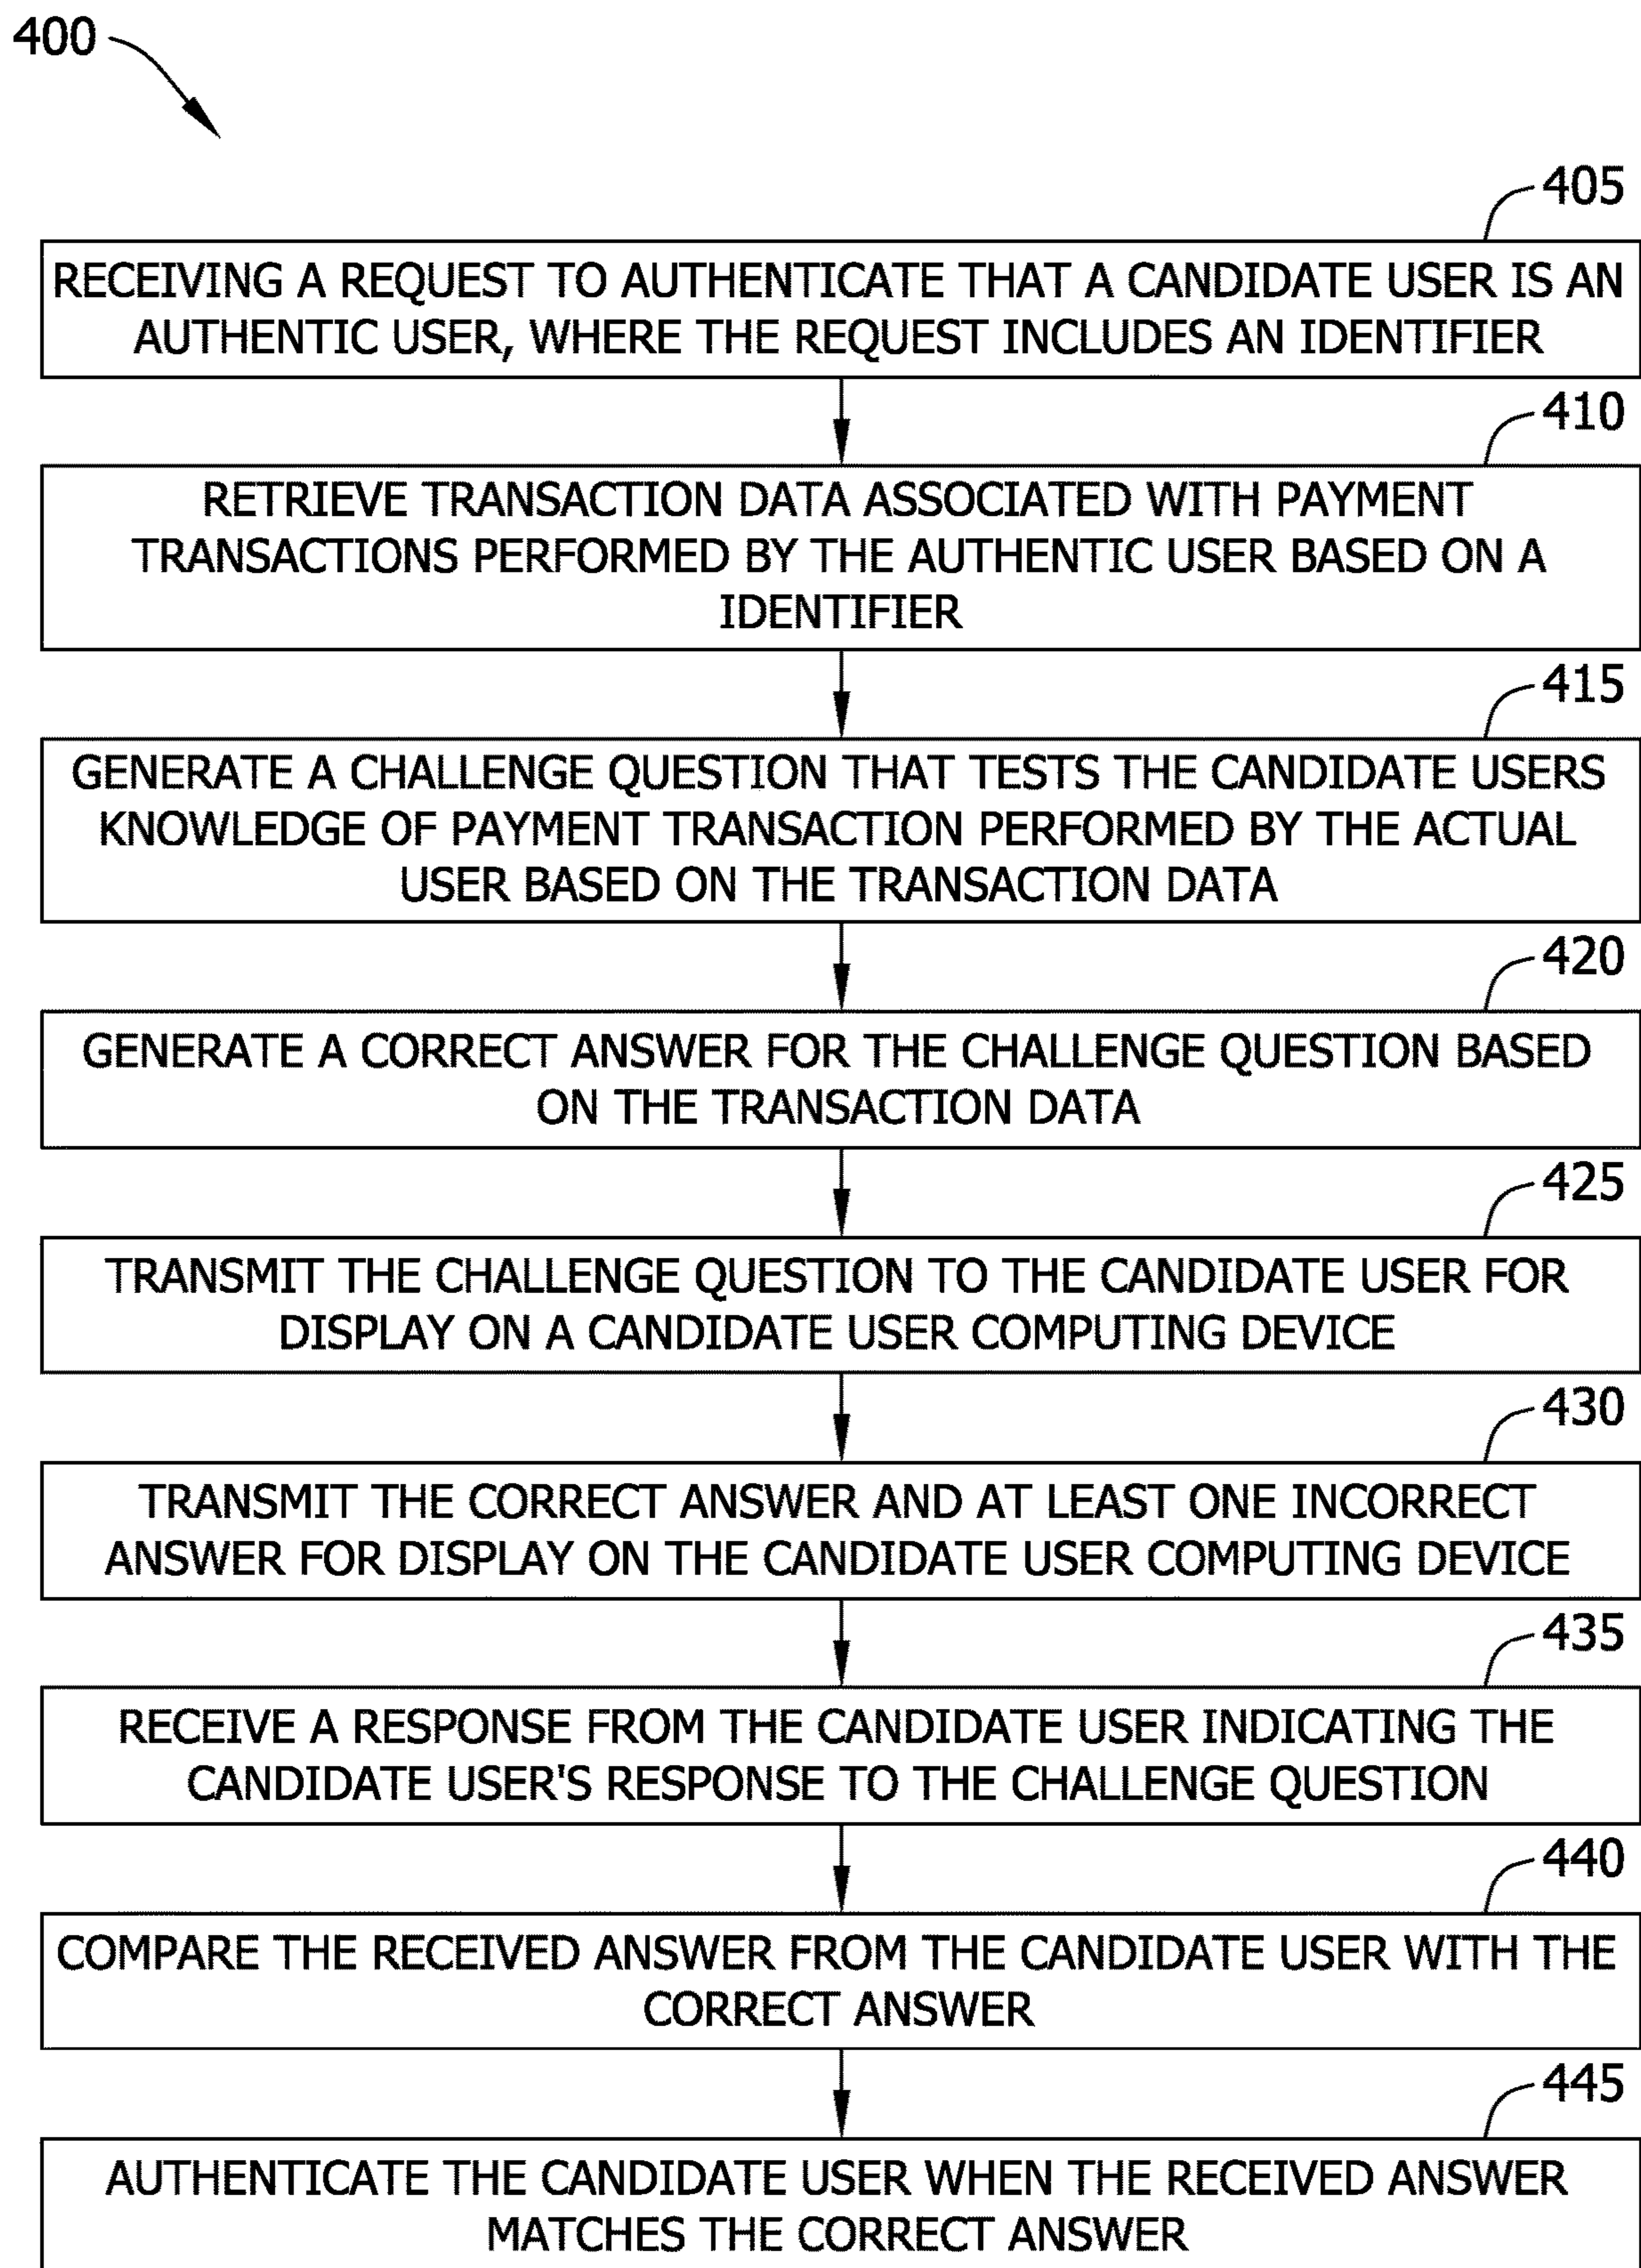 400
405
RECEIVING A REQUEST TO AUTHENTICATE THAT A CANDIDATE USER IS AN
AUTHENTIC USER, WHERE THE REQUEST INCLUDES AN IDENTIFIER
410
RETRIEVE TRANSACTION DATA ASSOCIATED WITH PAYMENT
TRANSACTIONS PERFORMED BY THE AUTHENTIC USER BASED ON A
IDENTIFIER
415
GENERATE A CHALLENGE QUESTION THAT TESTS THE CANDIDATE USERS
KNOWLEDGE OF PAYMENT TRANSACTION PERFORMED BY THE ACTUAL
USER BASED ON THE TRANSACTION DATA
420
GENERATE A CORRECT ANSWER FOR THE CHALLENGE QUESTION BASED
ON THE TRANSACTION DATA
425
TRANSMIT THE CHALLENGE QUESTION TO THE CANDIDATE USER FOR
DISPLAY ON A CANDIDATE USER COMPUTING DEVICE
430
TRANSMIT THE CORRECT ANSWER AND AT LEAST ONE INCORRECT
ANSWER FOR DISPLAY ON THE CANDIDATE USER COMPUTING DEVICE
435
RECEIVE A RESPONSE FROM THE CANDIDATE USER INDICATING THE
CANDIDATE USER'S RESPONSE TO THE CHALLENGE QUESTION
440
COMPARE THE RECEIVED ANSWER FROM THE CANDIDATE USER WITH THE
CORRECT ANSWER
445
AUTHENTICATE THE CANDIDATE USER WHEN THE RECEIVED ANSWER
MATCHES THE CORRECT ANSWER